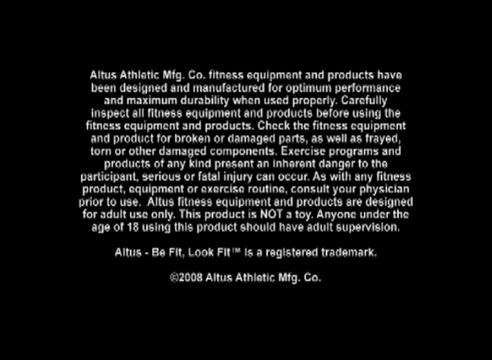 Altus Athletic Mfg. Co. fitness equipment and products have
been designed and manufactured for optimum performance
and maximum durability when used properly. Carefully
inspect all fitness equipment and products before using the
fitness equipment and products. Check the fitness equipment
and product for broken or damaged parts, as well as frayed,
torn or other damaged components. Exercise programs and
products of any kind present an inherent danger to the
participant, serious or fatal injury can occur. As with any fitness
product, equipment or exercise routine, consult your physician
prior to use. Altus fitness equipment and products are designed
for adult use only. This product is NOT a toy. Anyone under the
age of 18 using this product should have adult supervision.
Altus - Be Fit, Look Fit™ is a registered trademark.
©2008 Altus Athletic Mfg. Co.